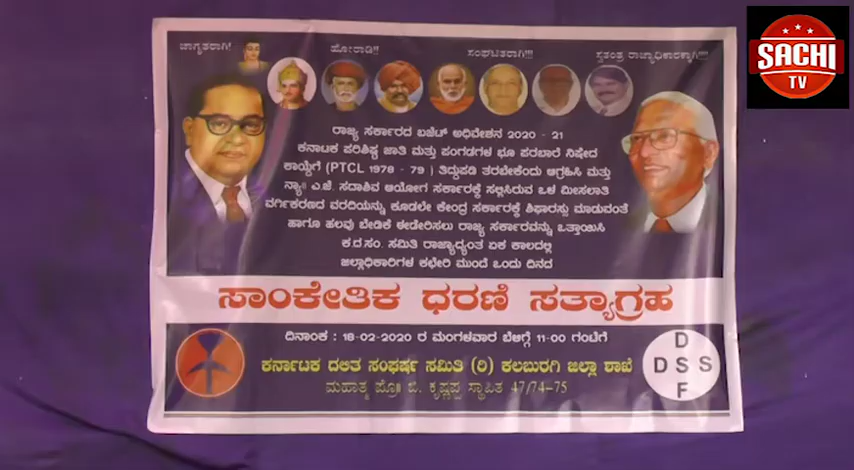 SACHI
TV
ಜಾಗೃತರಾಗಿ! ಹೋರಾಡಿ!! ಸಂಘಟಿತರಾಗಿ!!! ಸ್ವತಂತ್ರ ರಾಜ್ಯಾಧಿಕಾರಕ್ಕಾಗಿ!!!!
ರಾಜ್ಯ ಸರ್ಕಾರದ ಬಜೆಟ್ ಅಧಿವೇಶನ 2020 - 21
ಕರ್ನಾಟಕ ಪರಿಶಿಷ್ಟ ಜಾತಿ ಮತ್ತು ಪಂಗಡಗಳ ಭೂ ಪರಬಾರೆ ನಿಷೇದ
ಕಾಯ್ದೆಗೆ (PTCL 1978 - 79 ) ತಿದ್ದುಪಡಿ ತರಬೇಕೆಂದು ಆಗ್ರಹಿಸಿ ಮತ್ತು
ನ್ಯಾ॥ ಎ.ಜೆ. ಸದಾಶಿವ ಆಯೋಗ ಸರ್ಕಾರಕ್ಕೆ ಸಲ್ಲಿಸಿರುವ ಒಳ ಮೀಸಲಾತಿ
ವರ್ಗಿಕರಣದ ವರದಿಯನ್ನು ಕೂಡಲೇ ಕೇಂದ್ರ ಸರ್ಕಾರಕ್ಕೆ ಶಿಫಾರಸ್ಸು ಮಾಡುವಂತೆ
ಹಾಗೂ ಹಲವು ಬೇಡಿಕೆ ಈಡೇರಿಸಲು ರಾಜ್ಯ ಸರ್ಕಾರವನ್ನು ಒತ್ತಾಯಿಸಿ
ಕ.ದ.ಸಂ. ಸಮಿತಿ ರಾಜ್ಯಾದ್ಯಂತ ಏಕ ಕಾಲದಲ್ಲಿ
ಜಿಲ್ಲಾಧಿಕಾರಿಗಳ ಕಛೇರಿ ಮುಂದೆ ಒಂದು ದಿನದ
ಸಾಂಕೇತಿಕ ಧರಣಿ ಸತ್ಯಾಗ್ರಹ
ದಿನಾಂಕ : 18-02-2020 ರ ಮಂಗಳವಾರ ಬೆಳಿಗ್ಗೆ 11-00 ಗಂಟೆಗೆ
ಕರ್ನಾಟಕ ದಲಿತ ಸಂಘರ್ಷ ಸಮಿತಿ (ರಿ) ಕಲಬುರಗಿ ಜಿಲ್ಲಾ ಶಾಖೆ
ಮಹಾತ್ಮ ಪ್ರೊ॥ ಬಿ. ಕೃಷ್ಣಪ್ಪ ಸ್ಥಾಪಿತ 47/74-75
D
D S S
F